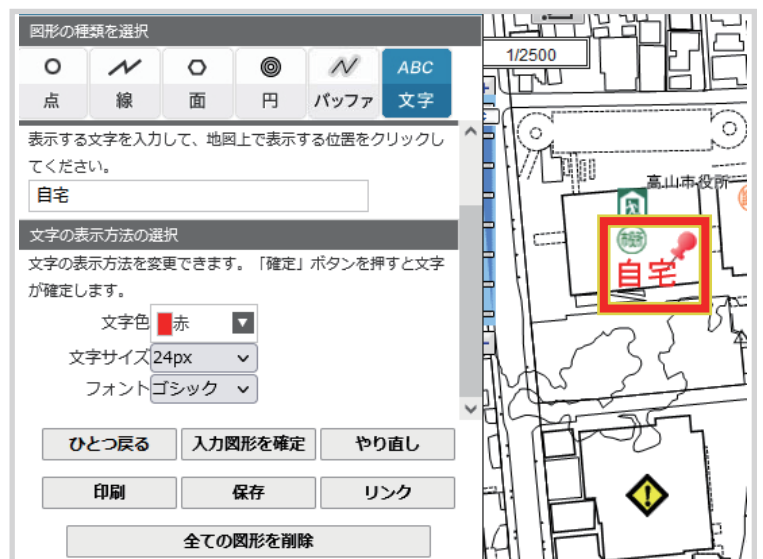 図形の種類を選択
ABC
点 線 面 円 バッファ 文字
表示する文字を入力して、地図上で表示する位置をクリックし
てください。
自宅
文字の表示方法の選択
文字の表示方法を変更できます。「確定」ボタンを押すと文字
が確定します。
文字色 赤
文字サイズ 24px
フォント ゴシック
ひとつ戻る 入力図形を確定 やり直し
印刷 保存 リンク
全ての図形を削除
1/2500
高山市役所
市役所
自宅